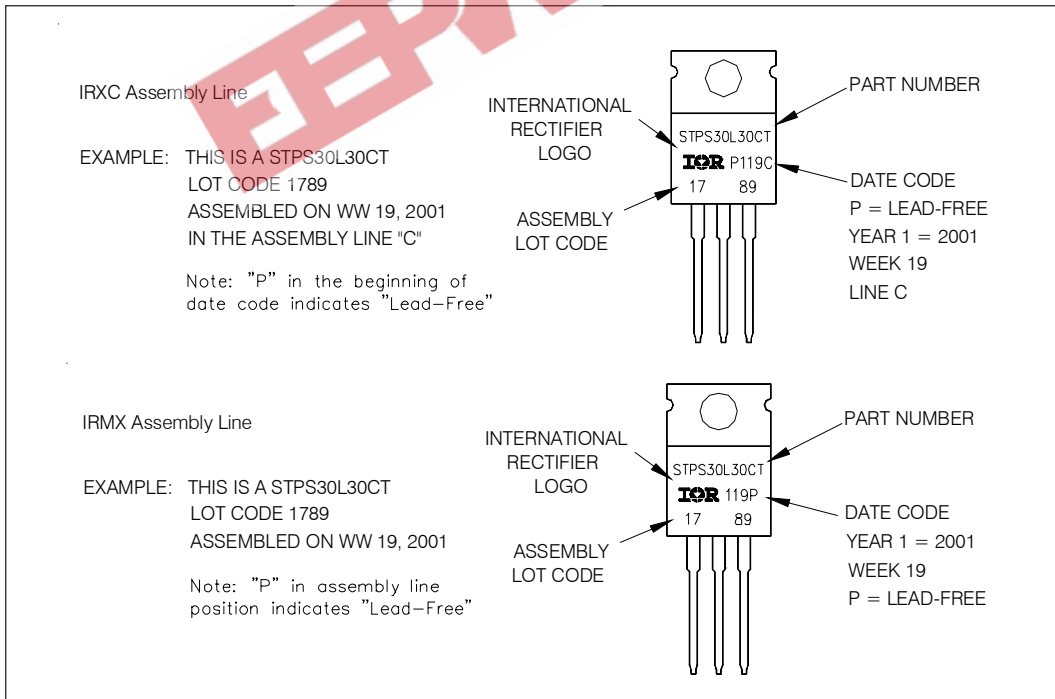 IRXC Assembly Line
EXAMPLE: THIS IS A STPS30L30CT
LOT CODE 1789
ASSEMBLED ON WW 19, 2001
IN THE ASSEMBLY LINE "C"
Note: "P" in the beginning of
date code indicates "Lead-Free"
INTERNATIONAL
RECTIFIER
LOGO
ASSEMBLY
LOT CODE
STPS30L30CT
IOR P119C
17 89
PART NUMBER
DATE CODE
P = LEAD-FREE
YEAR 1 = 2001
WEEK 19
LINE C
IRMX Assembly Line
EXAMPLE: THIS IS A STPS30L30CT
LOT CODE 1789
ASSEMBLED ON WW 19, 2001
Note: "P" in assembly line
position indicates "Lead-Free"
INTERNATIONAL
RECTIFIER
LOGO
ASSEMBLY
LOT CODE
STPS30L30CT
IOR 119P
17 89
PART NUMBER
DATE CODE
YEAR 1 = 2001
WEEK 19
P = LEAD-FREE